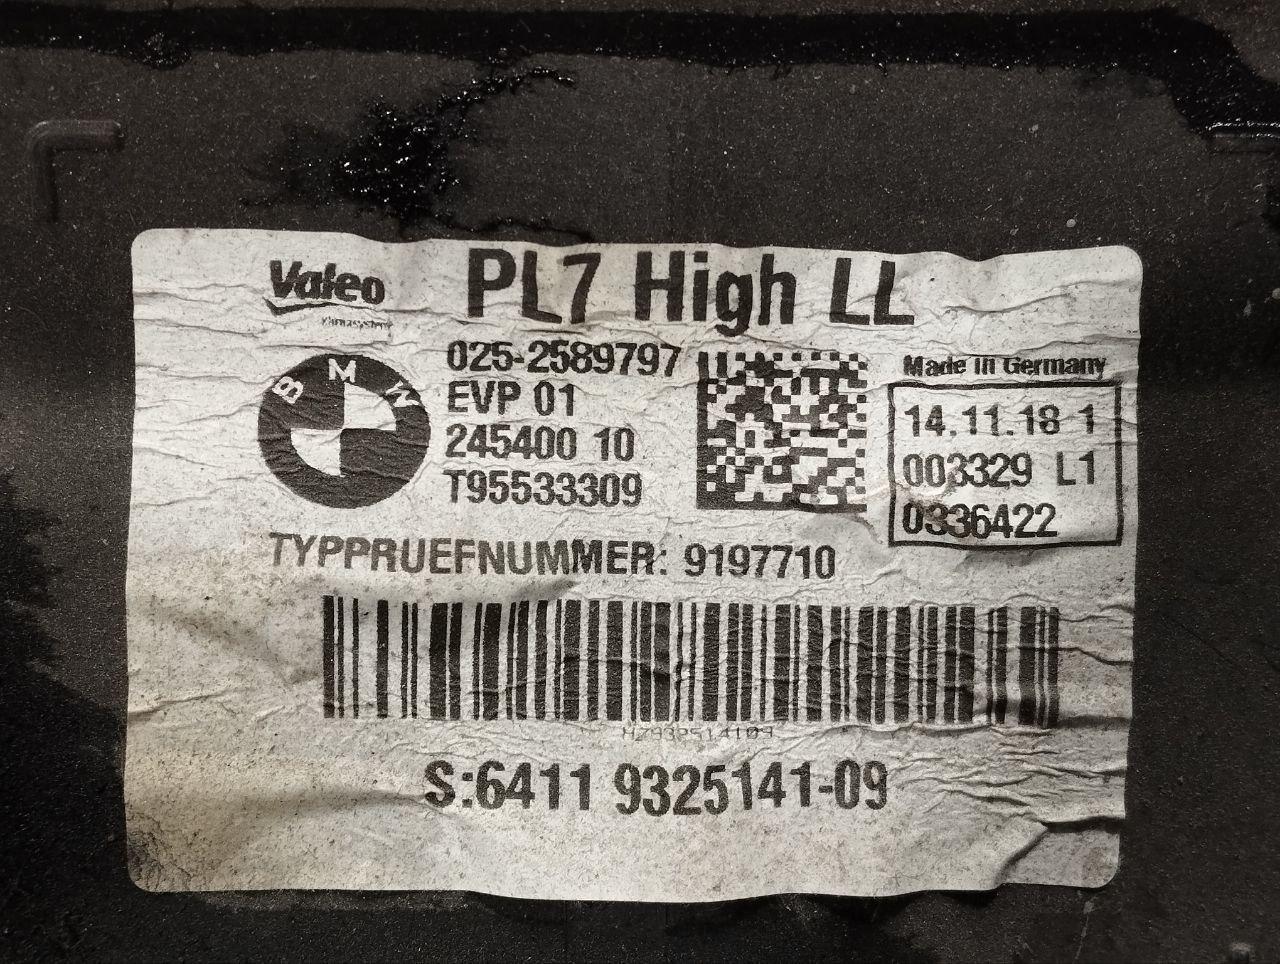 Valeo
Klimasysteme
PL7 High LL
BMW
025-2589797
EVP 01
245400 10
T95533309
Made in Germany
14.11.18 1
003329 L1
0336422
TYPPRUEFNUMMER: 9197710
HZ932514109
S:6411 9325141-09